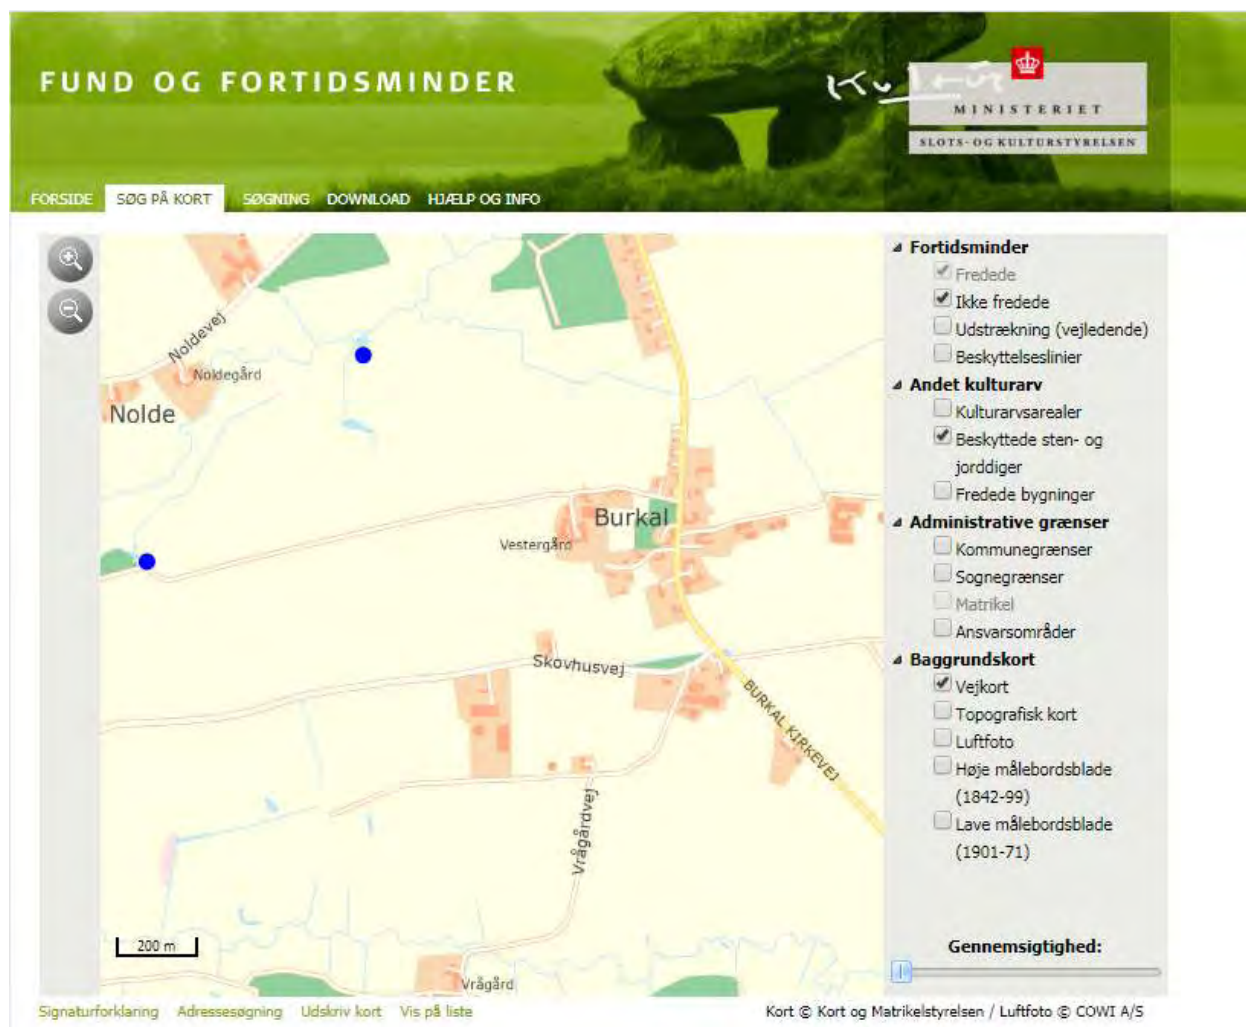 FUND OG FORTIDSMINDER
Kultur
MINISTERIET
SLOTS- OG KULTURSTYRELSEN
FORSIDE SØG PÅ KORT SØGNING DOWNLOAD HJÆLP OG INFO
Noldevej
Noldegård
Nolde
Burkal
Vestergård
Skovhusvej
BURKAL KIRKEVEJ
Vrågårdvej
200 m
Vrågård
Fortidsminder
Fredede
Ikke fredede
Udstrækning (vejledende)
Beskyttelseslinier
Andet kulturarv
Kulturarvsarealer
Beskyttede sten- og
jorddiger
Fredede bygninger
Administrative grænser
Kommunegrænser
Sognegrænser
Matrikel
Ansvarsområder
Baggrundskort
Vejkort
Topografisk kort
Luftfoto
Høje målebordsblade
(1842-99)
Lave målebordsblade
(1901-71)
Gennemsigtighed:
Signaturforklaring Adressesøgning Udskriv kort Vis på liste
Kort © Kort og Matrikelstyrelsen / Luftfoto © COWI A/S